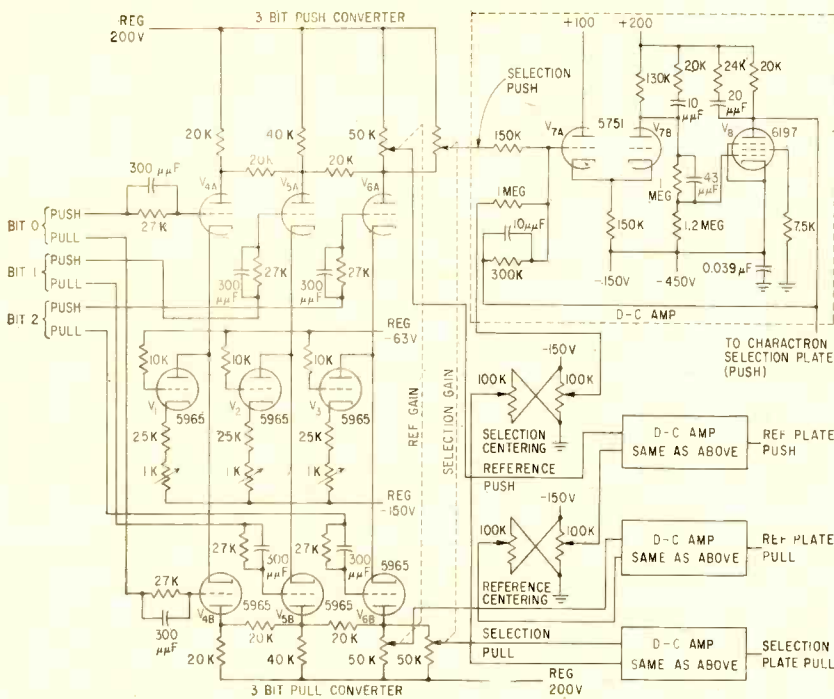 3 BIT PUSH CONVERTER
REG
200V
+100
+200
SELECTION
PUSH
20K
40K
50K
150K
130K
20K
24K
20K
10
μμF
20
μμF
V7A
5751
V7B
V8
6197
300
μμF
20K
20K
V4A
V5A
V6A
27K
1 MEG
10μμF
300K
150K
1
MEG
43
μμF
1.2 MEG
7.5K
-150V
-450V
0.039μF
D-C AMP
BIT 0
PUSH
PULL
BIT 1
PUSH
PULL
BIT 2
PUSH
PULL
300
μμF
27K
300
μμF
27K
TO CHARACTRON
SELECTION PLATE
(PUSH)
REG
-63V
10K
10K
10K
V1
5965
V2
5965
V3
5965
25K
25K
25K
1K
1K
1K
REG
-150V
REF GAIN
SELECTION GAIN
-150V
100K
100K
SELECTION
CENTERING
REFERENCE
PUSH
D-C AMP
SAME AS ABOVE
REF PLATE
PUSH
-150V
100K
100K
REFERENCE
CENTERING
D-C AMP
SAME AS ABOVE
REF PLATE
PULL
27K
300
μμF
27K
300
μμF
5965
27K
300
μμF
V4B
5965
V5B
5965
V6B
20K
20K
20K
40K
50K
50K
SELECTION
PULL
D-C AMP
SAME AS ABOVE
SELECTION
PLATE PULL
3 BIT PULL CONVERTER
REG
200V